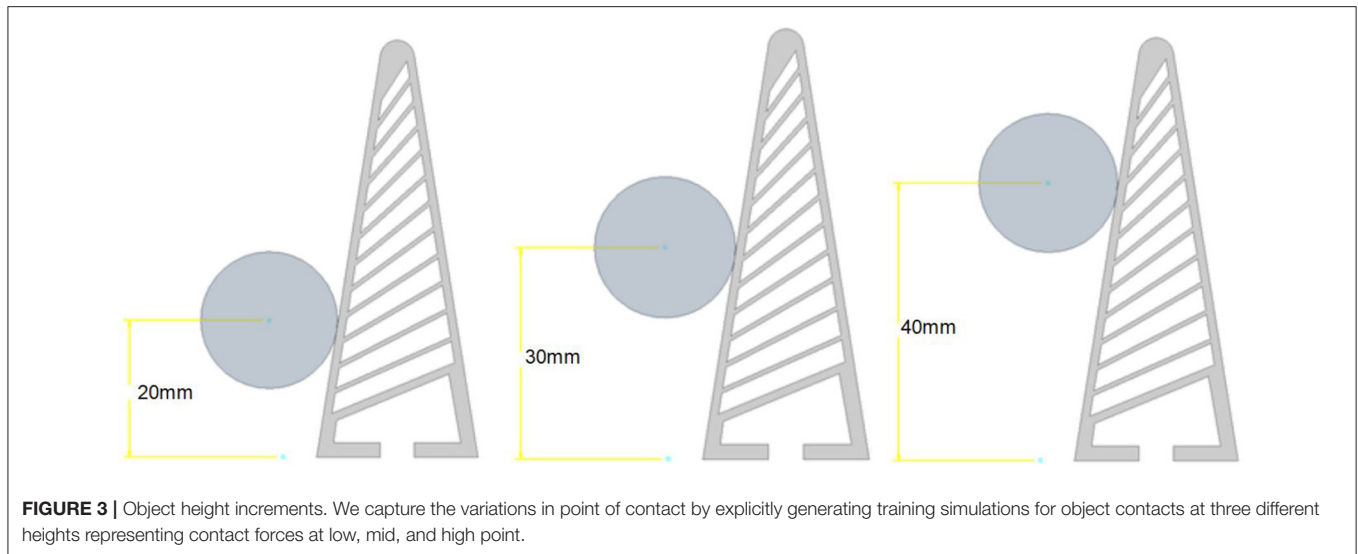 20mm
30mm
40mm
FIGURE 3 | Object height increments. We capture the variations in point of contact by explicitly generating training simulations for object contacts at three different
heights representing contact forces at low, mid, and high point.